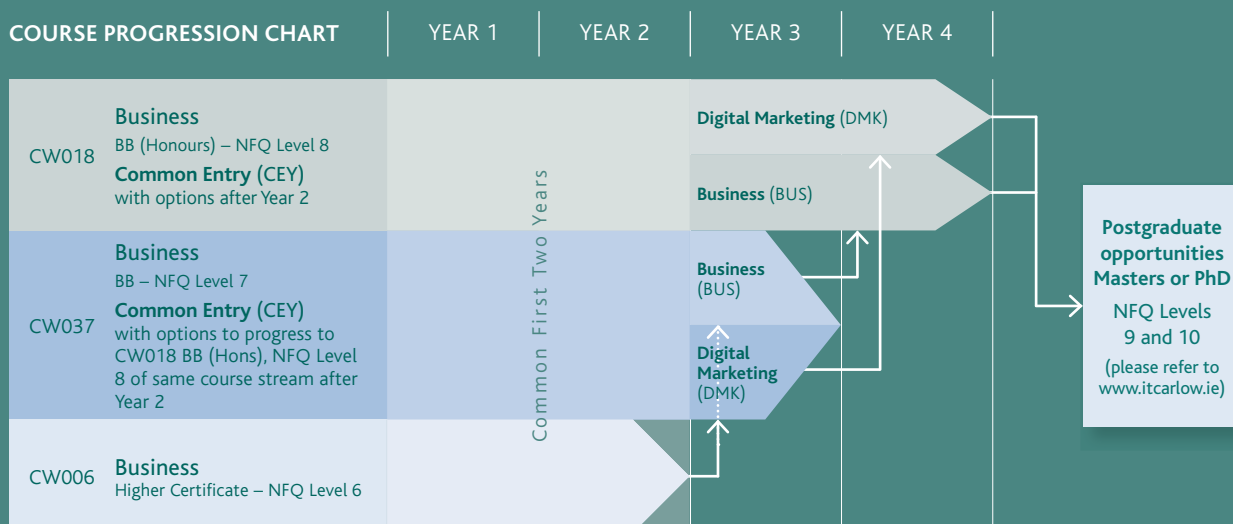 COURSE PROGRESSION CHART
YEAR 1
YEAR 2
YEAR 3
YEAR 4
CW018
Business
BB (Honours) – NFQ Level 8
Common Entry (CEY)
with options after Year 2
CW037
Business
BB – NFQ Level 7
Common Entry (CEY)
with options to progress to
CW018 BB (Hons), NFQ Level
8 of same course stream after
Year 2
CW006
Business
Higher Certificate – NFQ Level 6
Common First Two Years
Digital Marketing (DMK)
Business (BUS)
Business
(BUS)
Digital
Marketing
(DMK)
Postgraduate
opportunities
Masters or PhD
NFQ Levels
9 and 10
(please refer to
www.itcarlow.ie)